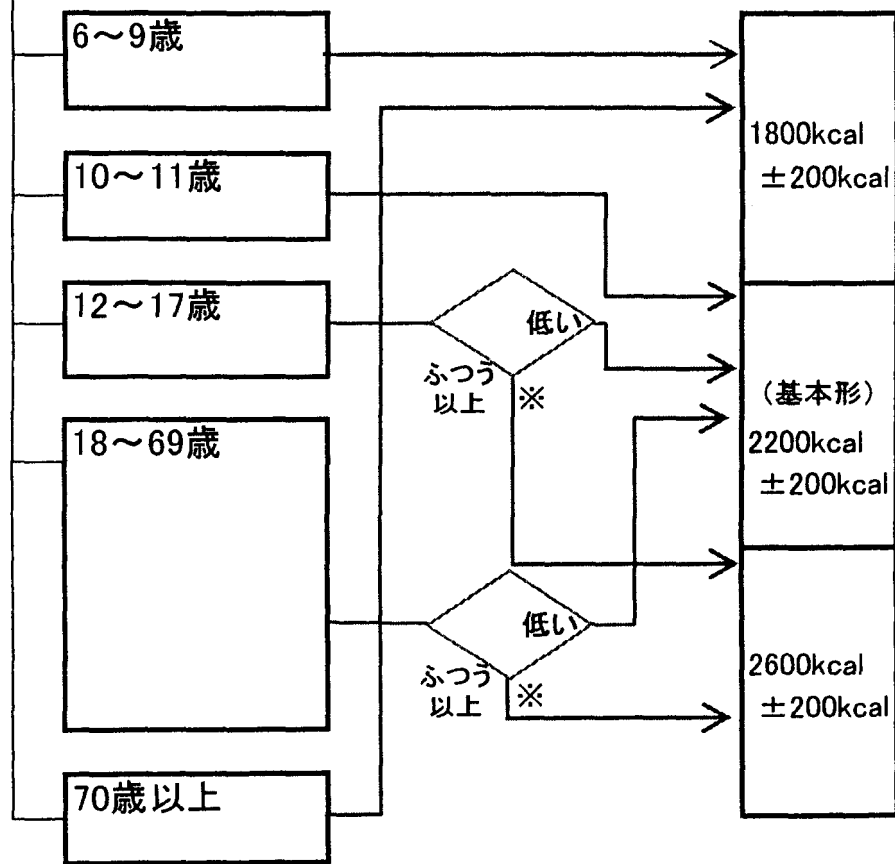 6～9歳
10～11歳
12～17歳
18～69歳
70歳以上
低い
ふつう
以上
※
低い
ふつう
以上
※
1800kcal
±200kcal
(基本形)
2200kcal
±200kcal
2600kcal
±200kcal